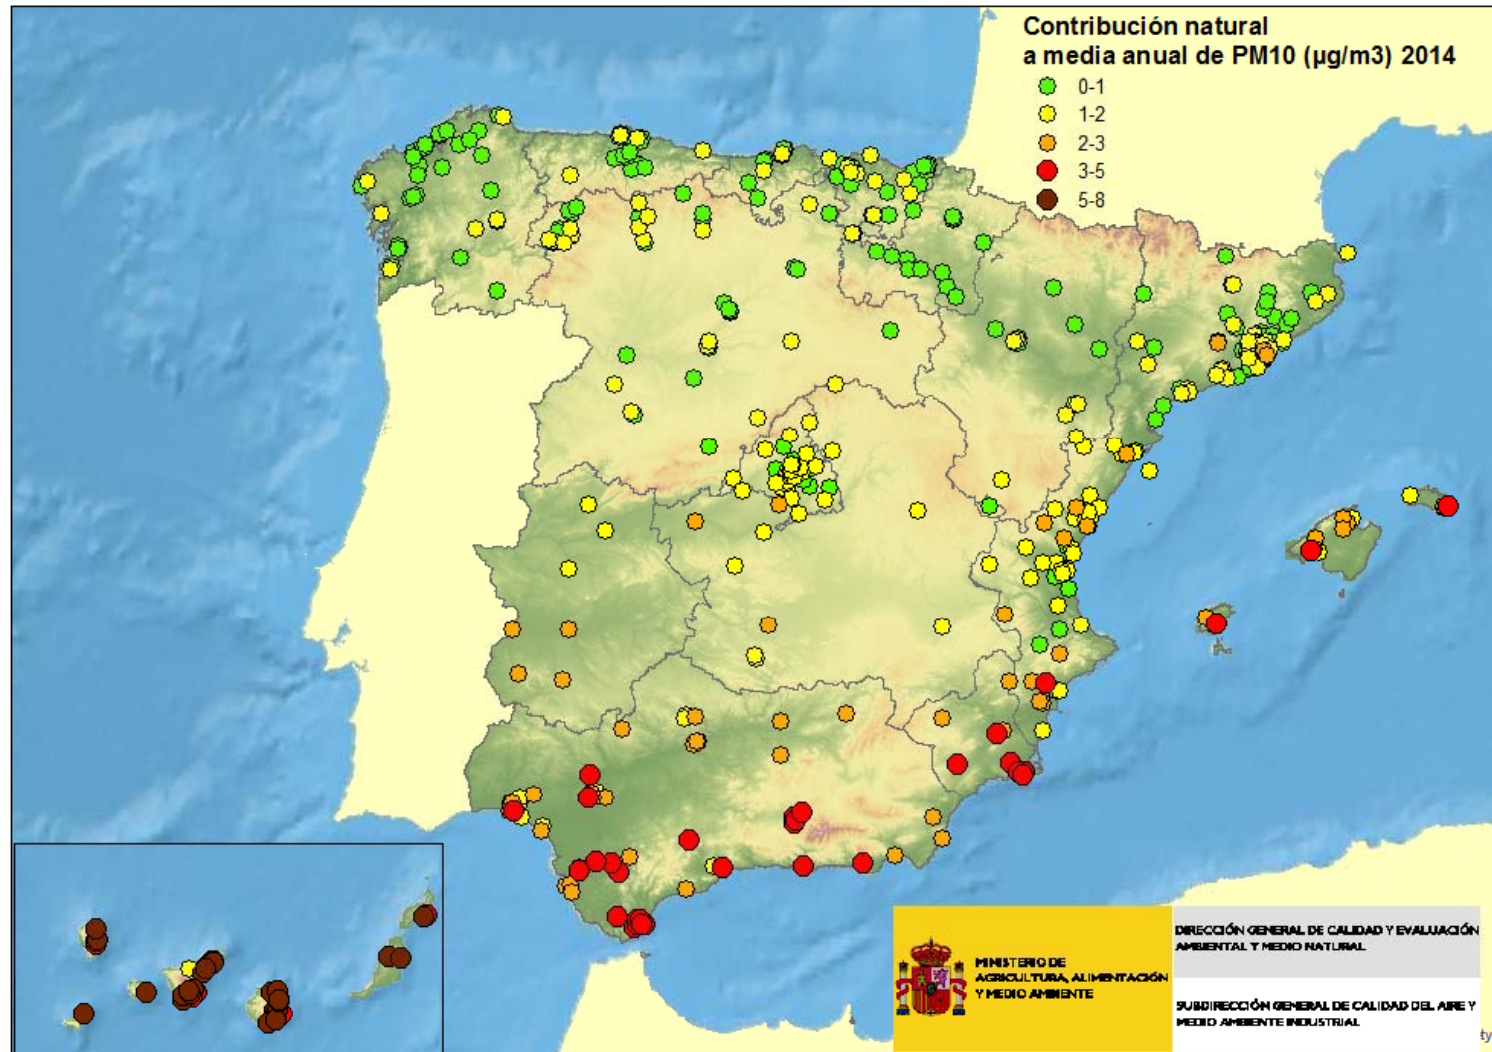 Contribución natural
a media anual de PM10 (µg/m3) 2014
0-1
1-2
2-3
3-5
5-8
MINISTERIO DE
AGRICULTURA, ALIMENTACIÓN
Y MEDIO AMBIENTE
DIRECCIÓN GENERAL DE CALIDAD Y EVALUACIÓN
AMBIENTAL Y MEDIO NATURAL
SUBDIRECCIÓN GENERAL DE CALIDAD DEL AIRE Y
MEDIO AMBIENTE INDUSTRIAL